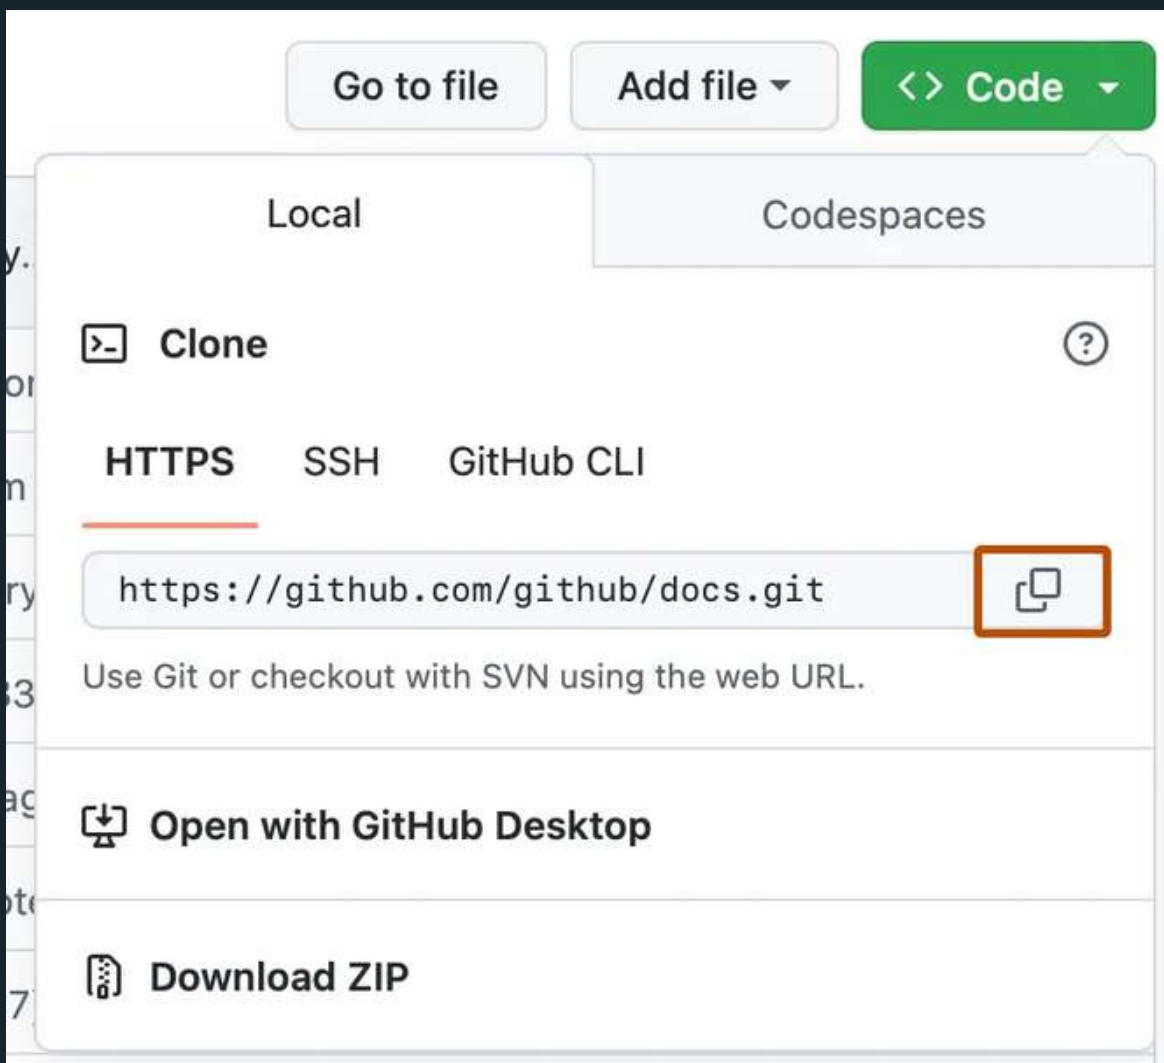 Go to file Add file <> Code
Local Codespaces
Clone
HTTPS SSH GitHub CLI
https://github.com/github/docs.git
Use Git or checkout with SVN using the web URL.
Open with GitHub Desktop
Download ZIP